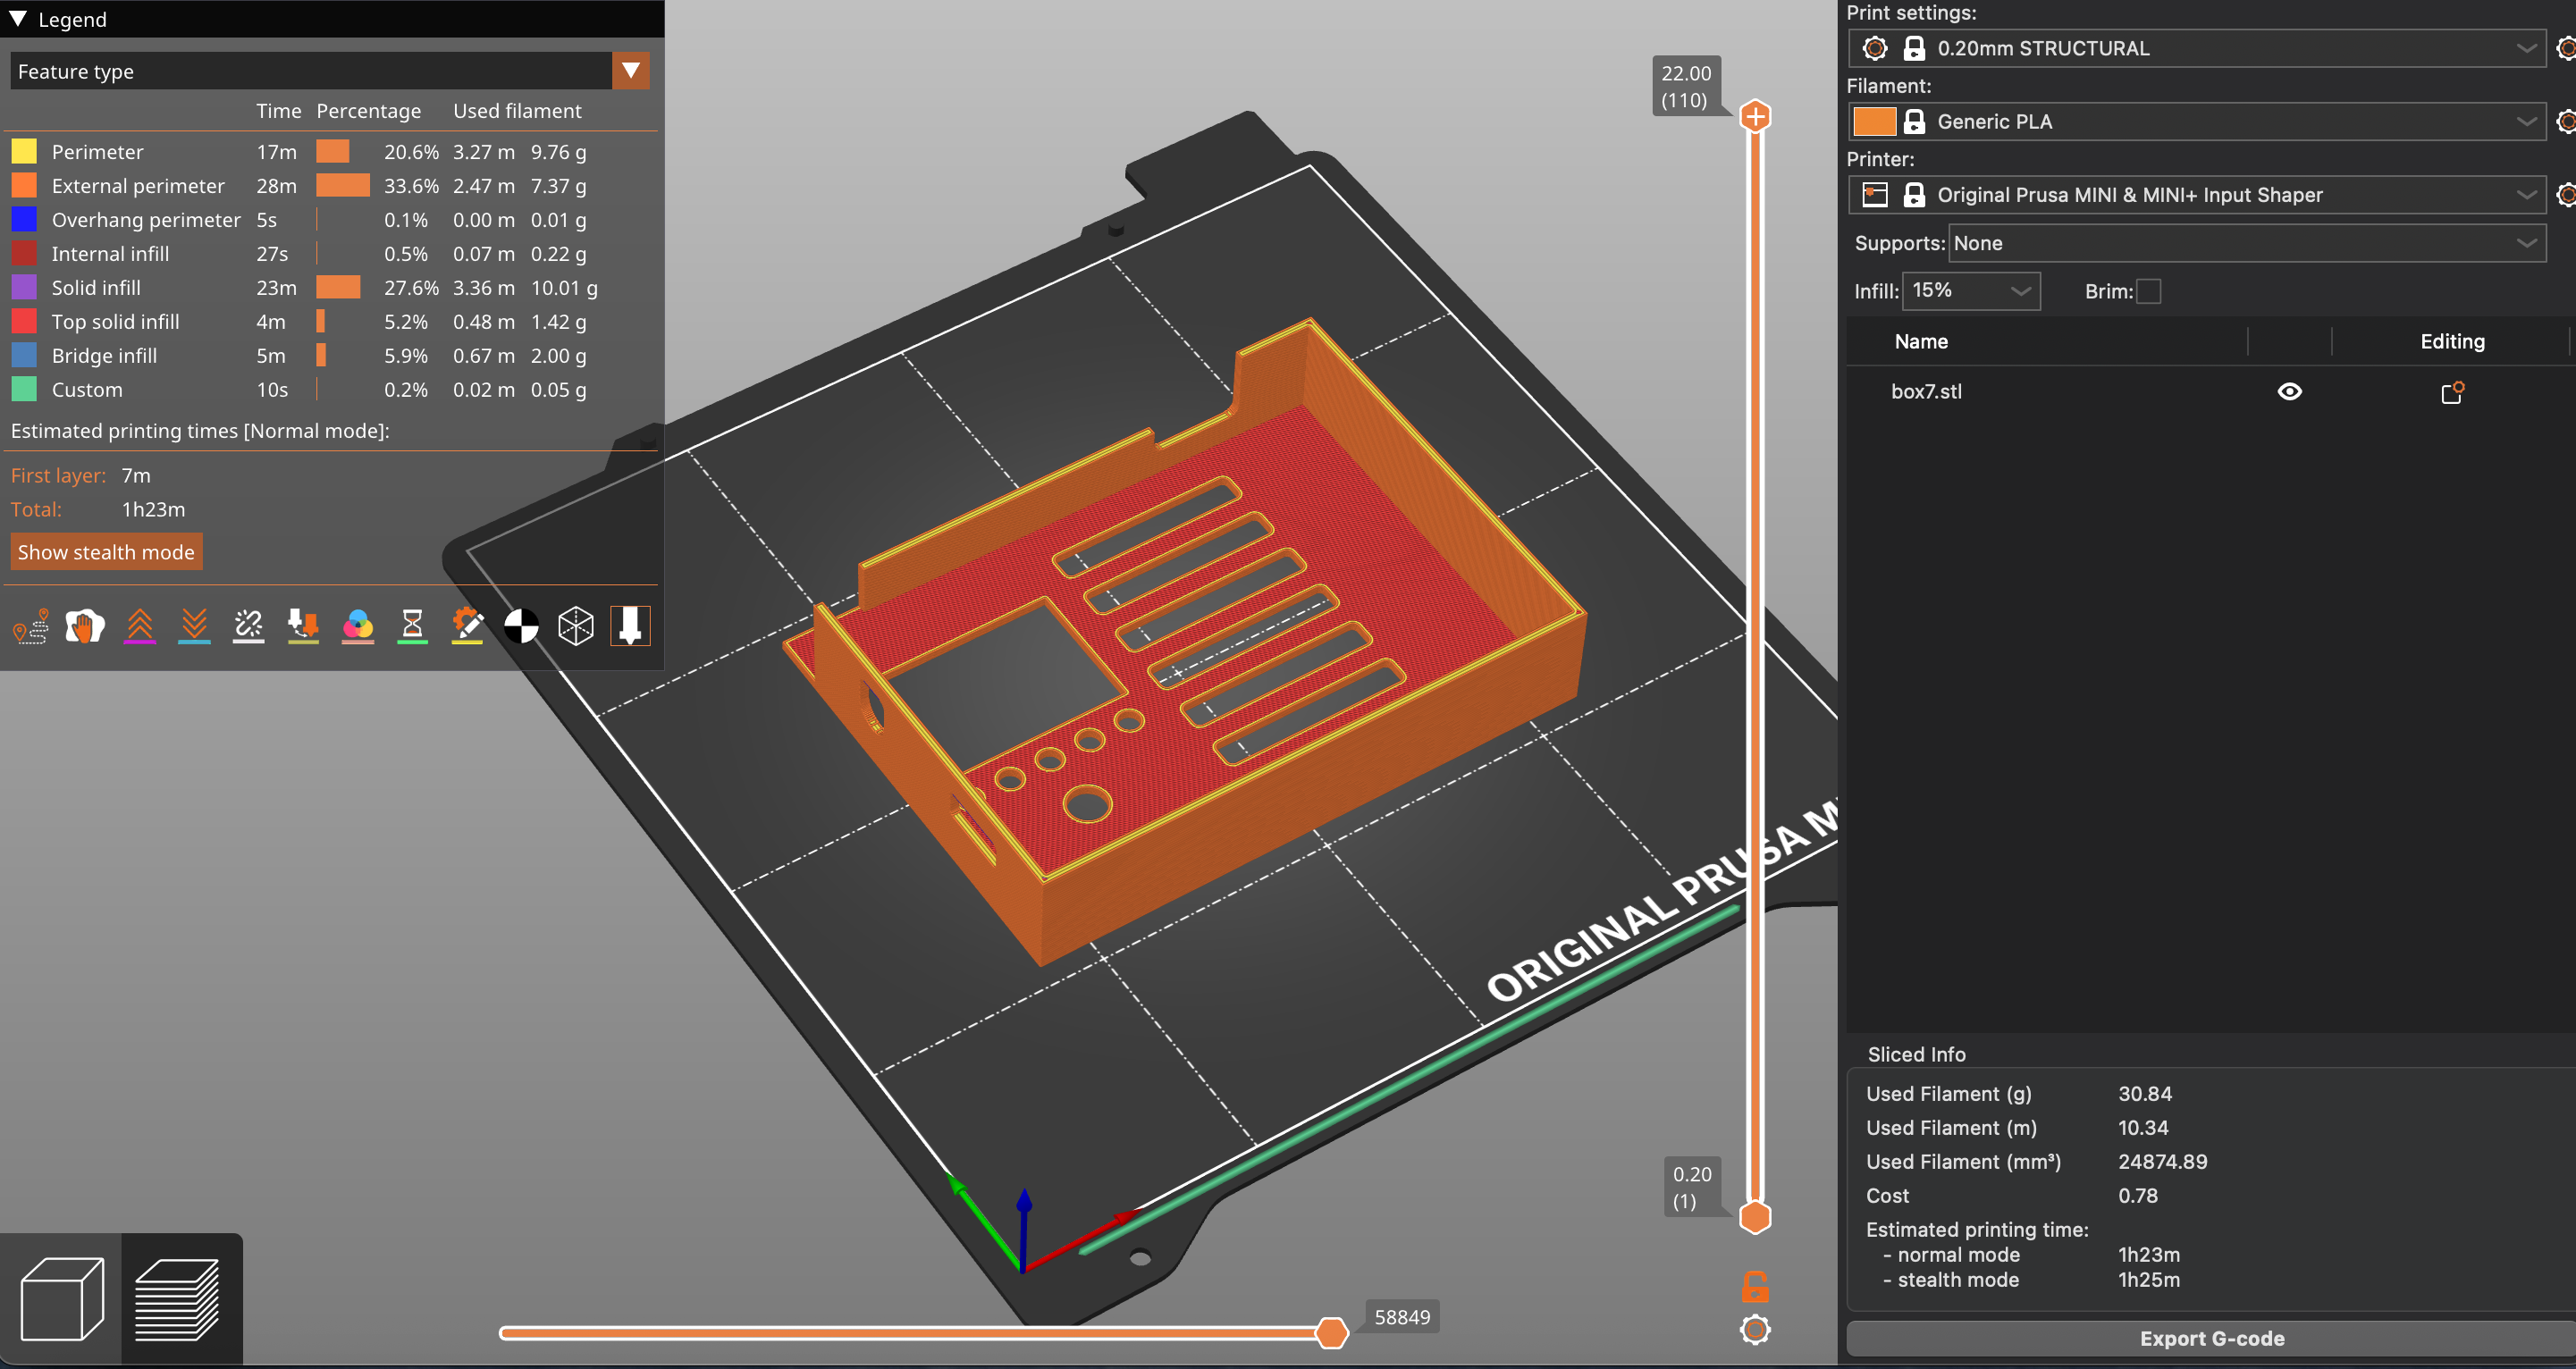 Legend
Feature type
Time Percentage Used filament
Perimeter 17m 20.6% 3.27 m 9.76 g
External perimeter 28m 33.6% 2.47 m 7.37 g
Overhang perimeter 5s 0.1% 0.00 m 0.01 g
Internal infill 27s 0.5% 0.07 m 0.22 g
Solid infill 23m 27.6% 3.36 m 10.01 g
Top solid infill 4m 5.2% 0.48 m 1.42 g
Bridge infill 5m 5.9% 0.67 m 2.00 g
Custom 10s 0.2% 0.02 m 0.05 g
Estimated printing times [Normal mode]:
First layer: 7m
Total: 1h23m
Show stealth mode
22.00
(110)
ORIGINAL PRUSA M
0.20
(1)
58849
Print settings:
0.20mm STRUCTURAL
Filament:
Generic PLA
Printer:
Original Prusa MINI & MINI+ Input Shaper
Supports: None
Infill: 15% Brim:
Name Editing
box7.stl
Sliced Info
Used Filament (g) 30.84
Used Filament (m) 10.34
Used Filament (mm³) 24874.89
Cost 0.78
Estimated printing time:
- normal mode 1h23m
- stealth mode 1h25m
Export G-code